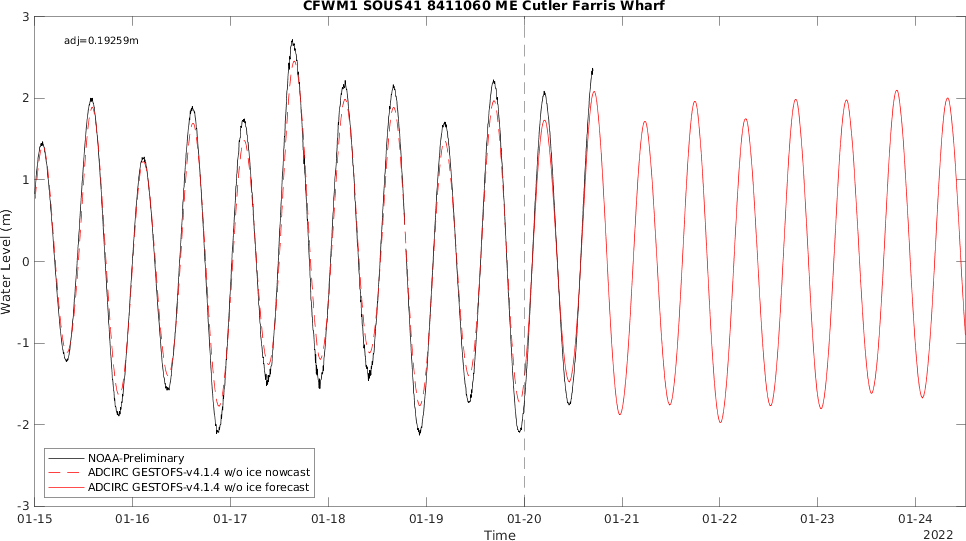 CFWM1 SOUS41 8411060 ME Cutler Farris Wharf
adj=0.19259m
3
2
1
0
-1
-2
-3
Water Level (m)
NOAA-Preliminary
ADCIRC GESTOFS-v4.1.4 w/o ice nowcast
ADCIRC GESTOFS-v4.1.4 w/o ice forecast
01-15 01-16 01-17 01-18 01-19 01-20 01-21 01-22 01-23 01-24
Time
2022